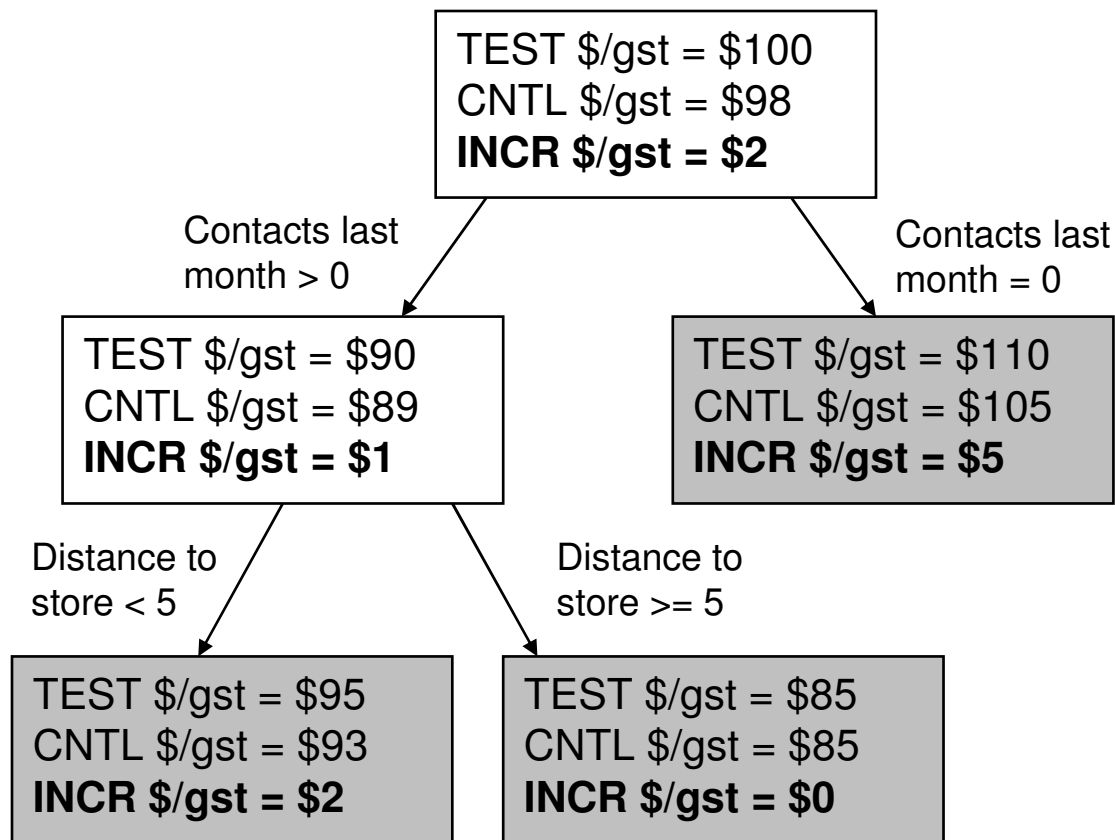 TEST $/gst = $100
CNTL $/gst = $98
INCR $/gst = $2
Contacts last
month > 0
Contacts last
month = 0
TEST $/gst = $90
CNTL $/gst = $89
INCR $/gst = $1
TEST $/gst = $110
CNTL $/gst = $105
INCR $/gst = $5
Distance to
store < 5
Distance to
store >= 5
TEST $/gst = $95
CNTL $/gst = $93
INCR $/gst = $2
TEST $/gst = $85
CNTL $/gst = $85
INCR $/gst = $0